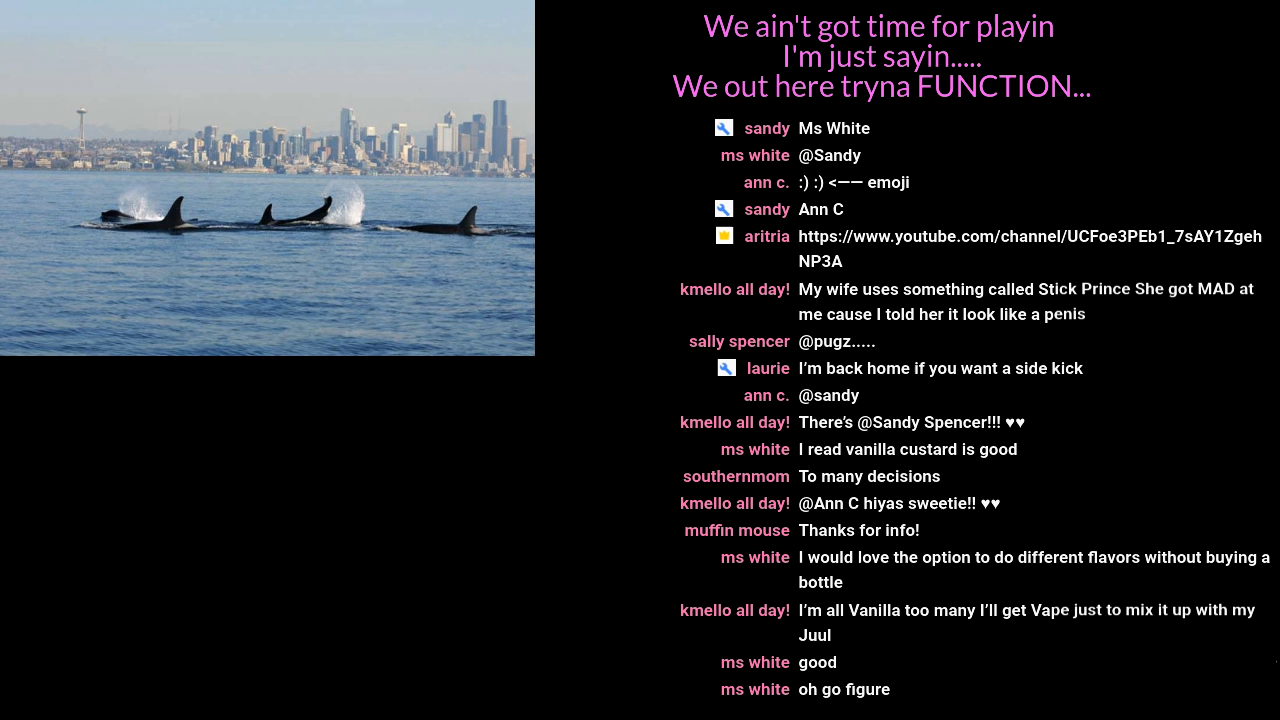 We ain't got time for playin
I'm just sayin.....
We out here tryna FUNCTION...
sandy Ms White
ms white @Sandy
ann c. :) :) <—— emoji
sandy Ann C
aritria https://www.youtube.com/channel/UCFoe3PEb1_7sAY1Zgeh
NP3A
kmello all day! My wife uses something called Stick Prince She got MAD at
me cause I told her it look like a penis
sally spencer @pugz.....
laurie I’m back home if you want a side kick
ann c. @sandy
kmello all day! There’s @Sandy Spencer!!! ♥♥
ms white I read vanilla custard is good
southernmom To many decisions
kmello all day! @Ann C hiyas sweetie!! ♥♥
muffin mouse Thanks for info!
ms white I would love the option to do different flavors without buying a
bottle
kmello all day! I’m all Vanilla too many I’ll get Vape just to mix it up with my
Juul
ms white good
ms white oh go figure